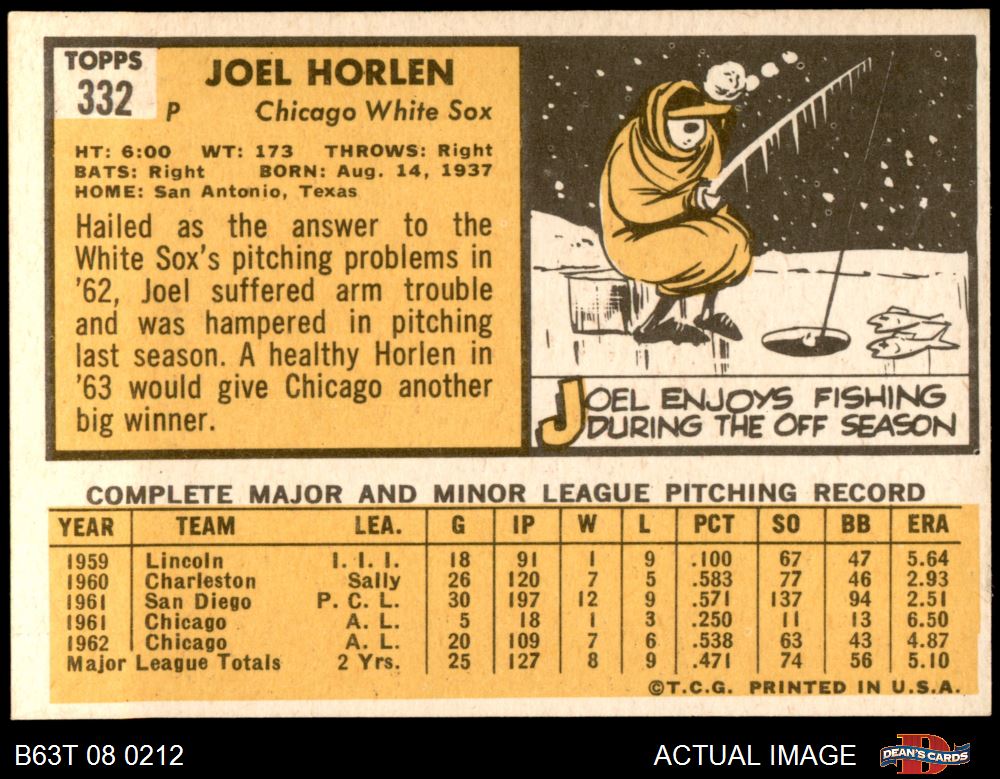 TOPPS
332
P
JOEL HORLEN
Chicago White Sox
HT: 6:00 WT: 173 THROWS: Right
BATS: Right BORN: Aug. 14, 1937
HOME: San Antonio, Texas
Hailed as the answer to the
White Sox's pitching problems in
'62, Joel suffered arm trouble
and was hampered in pitching
last season. A healthy Horlen in
'63 would give Chicago another
big winner.
JOEL ENJOYS FISHING
DURING THE OFF SEASON
COMPLETE MAJOR AND MINOR LEAGUE PITCHING RECORD
YEAR TEAM LEA. G IP W L PCT SO BB ERA
1959 Lincoln I. I. I. 18 91 1 9 .100 67 47 5.64
1960 Charleston Sally 26 120 7 5 .583 77 46 2.93
1961 San Diego P. C. L. 30 197 12 9 .571 137 94 2.51
1961 Chicago A. L. 5 18 1 3 .250 11 13 6.50
1962 Chicago A. L. 20 109 7 6 .538 63 43 4.87
Major League Totals 2 Yrs. 25 127 8 9 .471 74 56 5.10
©T.C.G. PRINTED IN U.S.A.
B63T 08 0212
ACTUAL IMAGE
DEAN'S CARDS